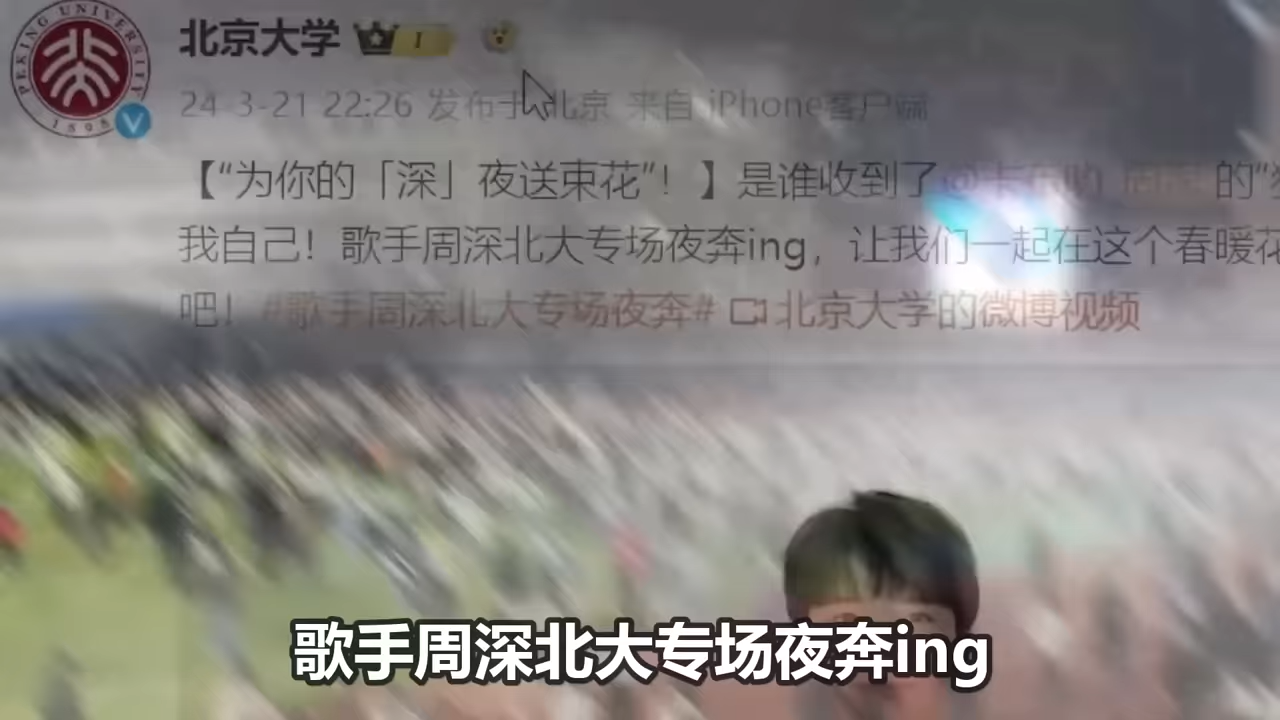 PEKING UNIVERSITY
1898
北京大学
I
24-3-21 22:26 发布于 北京 来自 iPhone客户端
【“为你的「深」夜送束花”！】是谁收到了@卡布叻 的“
我自己！歌手周深北大专场夜奔ing，让我们一起在这个春暖花
吧！#歌手周深北大专场夜奔# 北京大学的微博视频
歌手周深北大专场夜奔ing